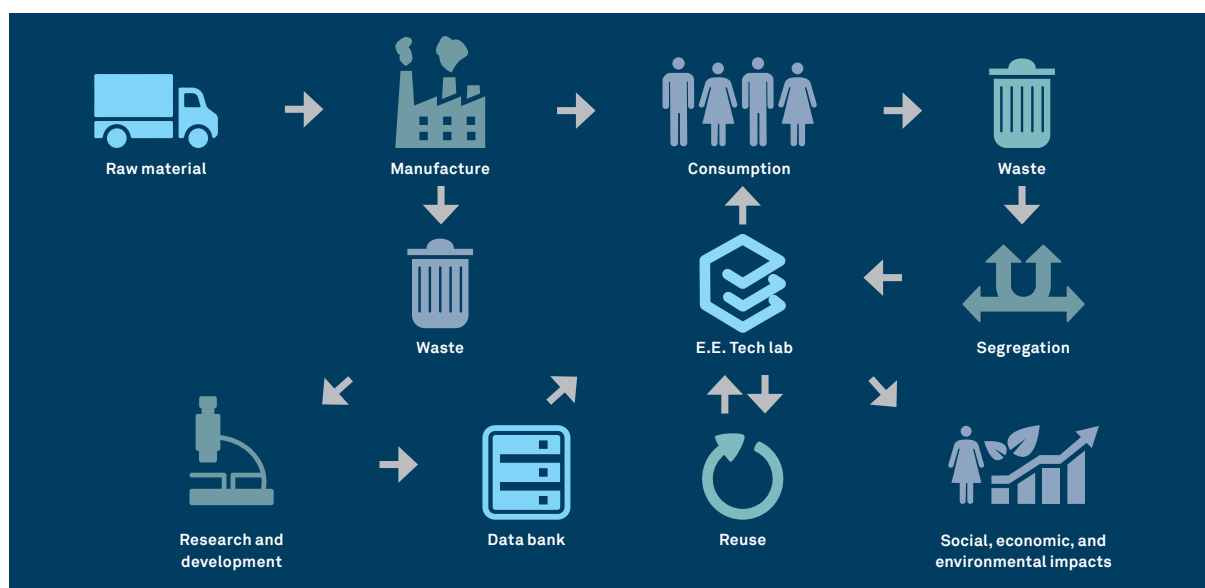 Raw material
Manufacture
Consumption
Waste
Waste
E.E. Tech lab
Segregation
Research and
development
Data bank
Reuse
Social, economic, and
environmental impacts